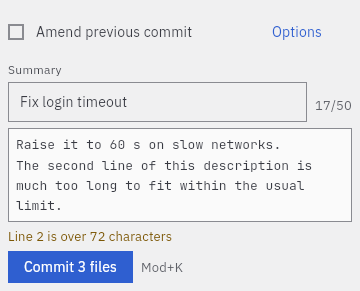 Amend previous commit
Options
Summary
Fix login timeout
17/50
Raise it to 60 s on slow networks.
The second line of this description is
much too long to fit within the usual
limit.
Line 2 is over 72 characters
Commit 3 files
Mod+K